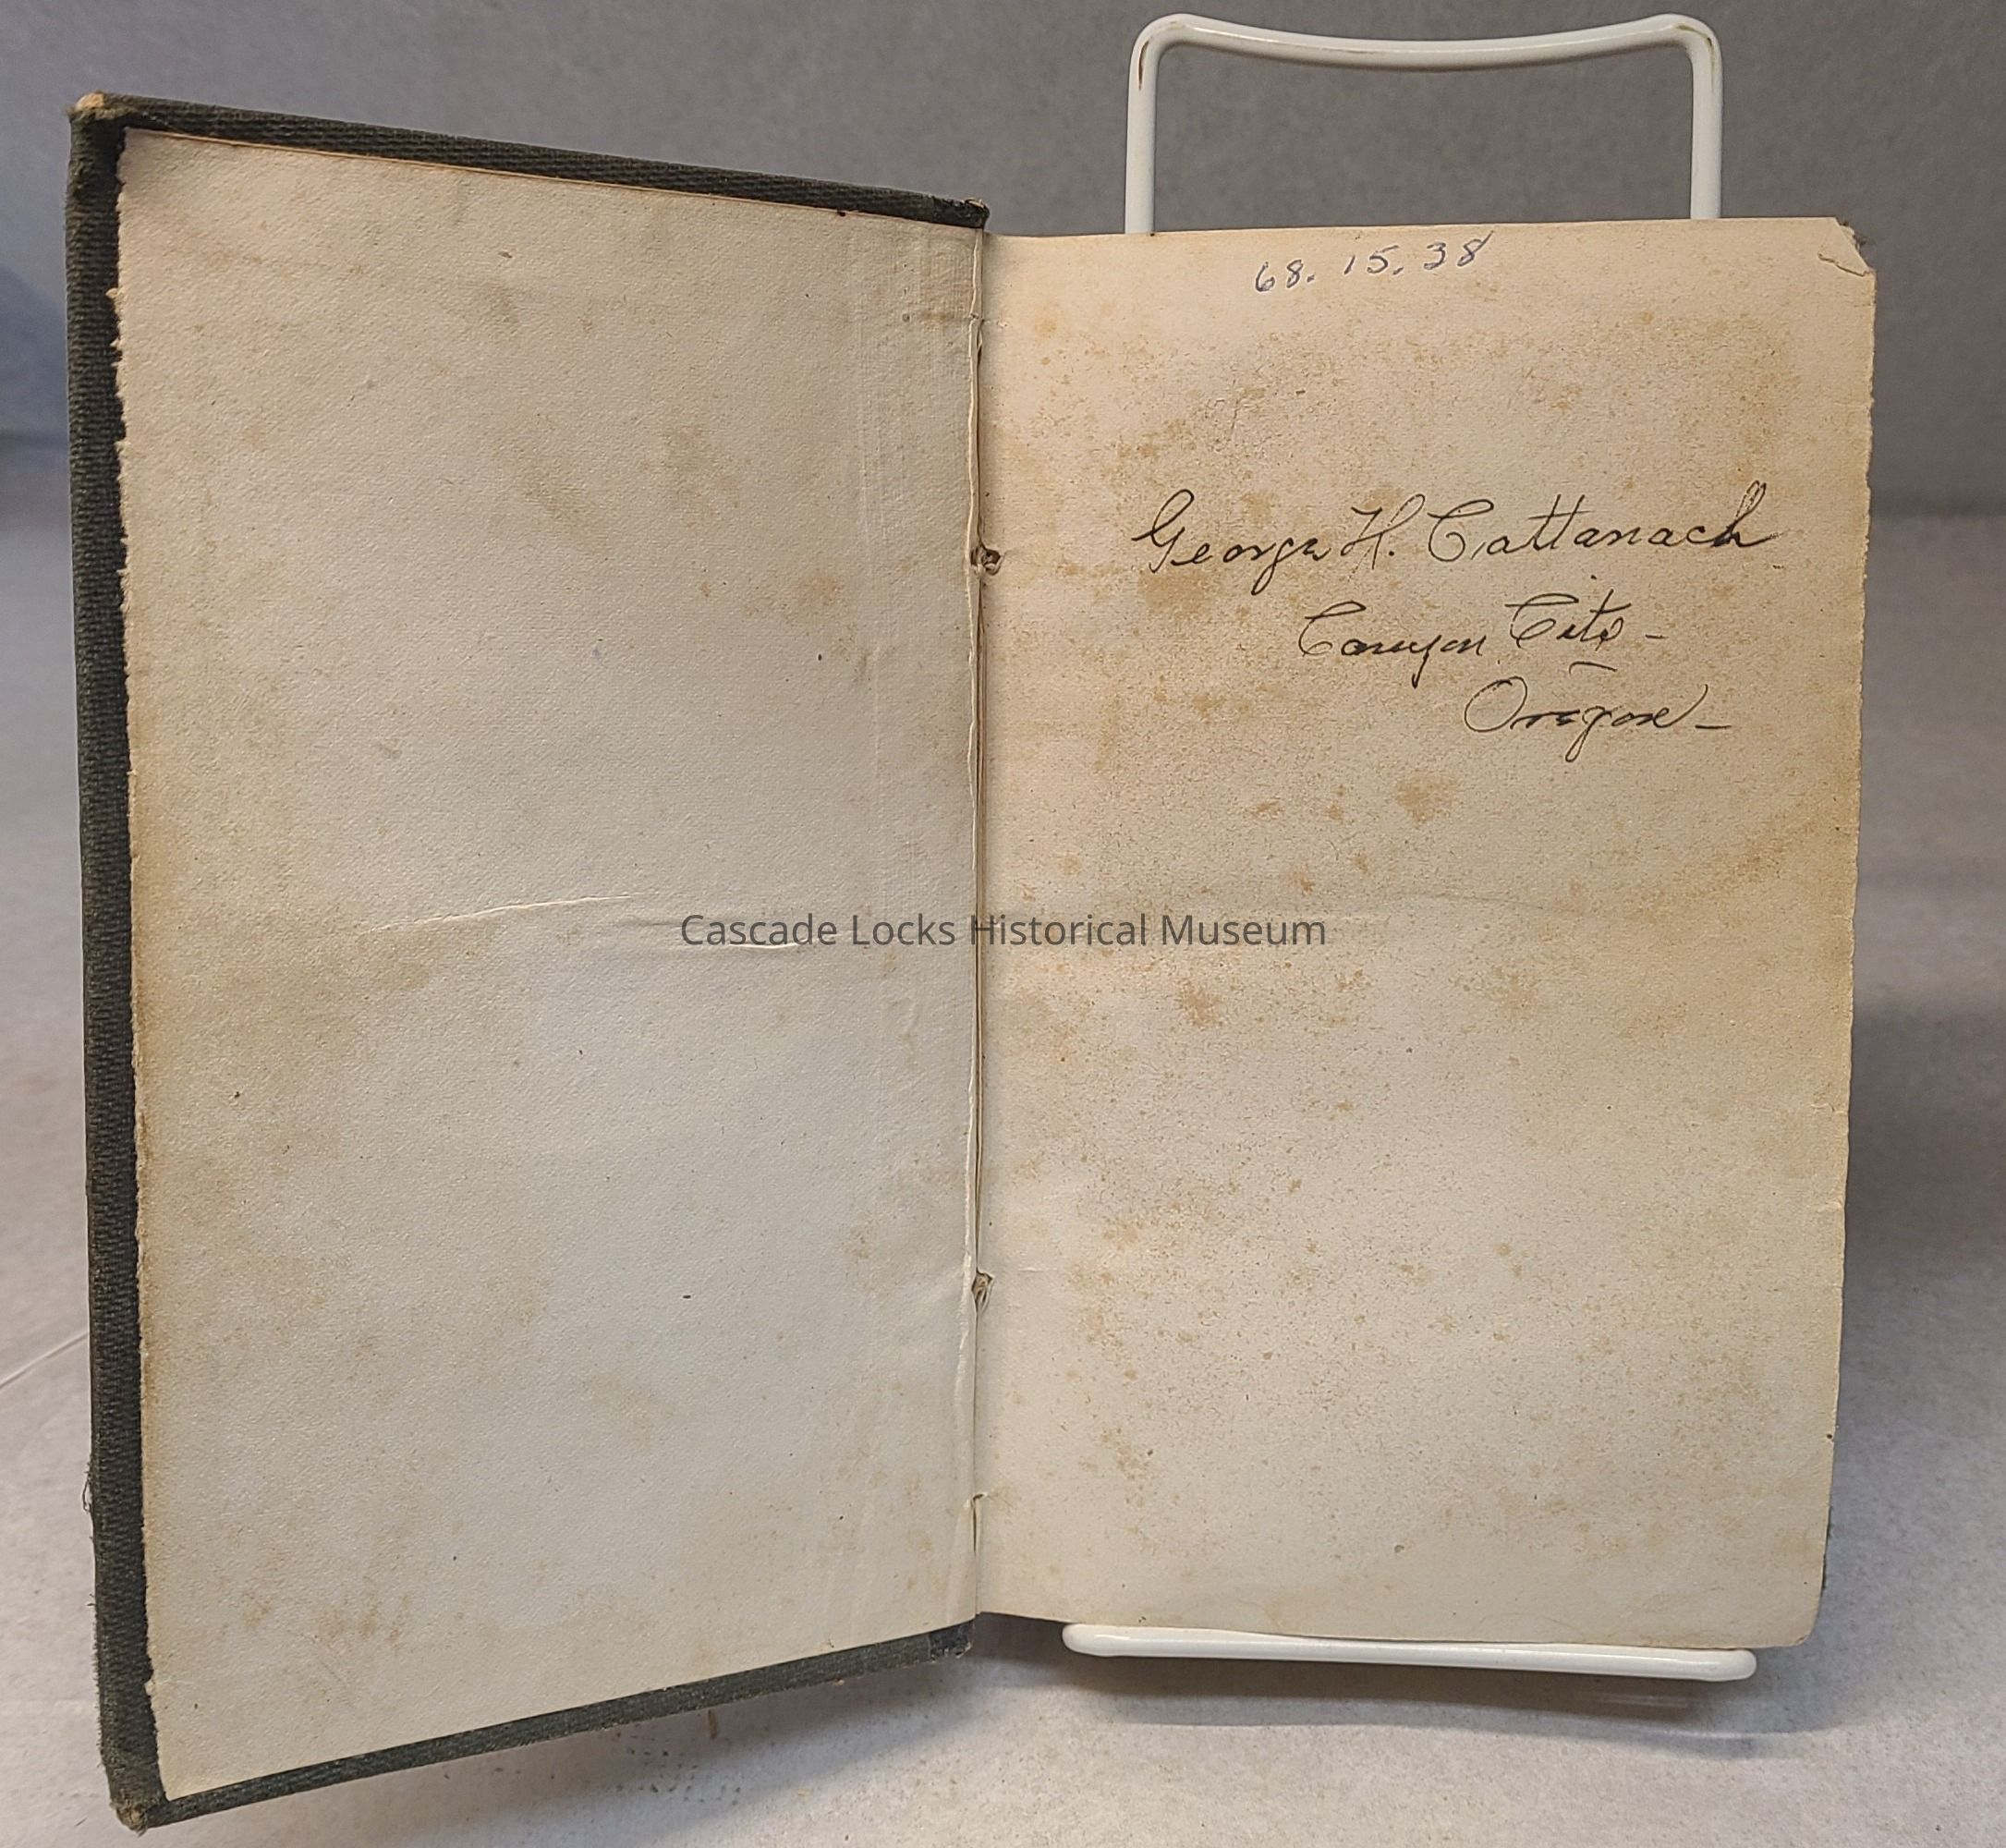 68.15.38
George H. Cattanach
Canyon City -
Oregon -
Cascade Locks Historical Museum